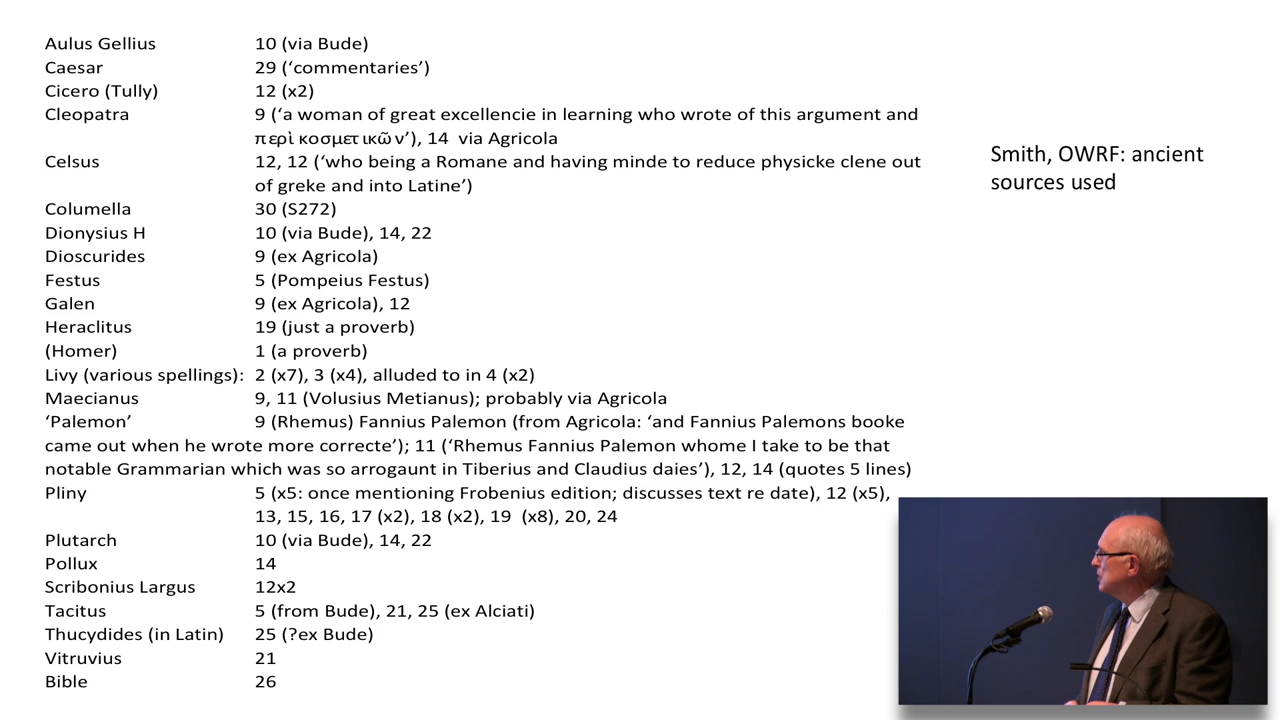 Aulus Gellius 10 (via Bude)
Caesar 29 (‘commentaries’)
Cicero (Tully) 12 (x2)
Cleopatra 9 (‘a woman of great excellencie in learning who wrote of this argument and
περὶ κοσμετικῶν’), 14 via Agricola
Celsus 12, 12 (‘who being a Romane and having minde to reduce physicke clene out
of greke and into Latine’)
Columella 30 (S272)
Dionysius H 10 (via Bude), 14, 22
Dioscurides 9 (ex Agricola)
Festus 5 (Pompeius Festus)
Galen 9 (ex Agricola), 12
Heraclitus 19 (just a proverb)
(Homer) 1 (a proverb)
Livy (various spellings): 2 (x7), 3 (x4), alluded to in 4 (x2)
Maecianus 9, 11 (Volusius Metianus); probably via Agricola
‘Palemon’ 9 (Rhemus) Fannius Palemon (from Agricola: ‘and Fannius Palemons booke
came out when he wrote more correcte’); 11 (‘Rhemus Fannius Palemon whome I take to be that
notable Grammarian which was so arrogaunt in Tiberius and Claudius daies’), 12, 14 (quotes 5 lines)
Pliny 5 (x5: once mentioning Frobenius edition; discusses text re date), 12 (x5),
13, 15, 16, 17 (x2), 18 (x2), 19 (x8), 20, 24
Plutarch 10 (via Bude), 14, 22
Pollux 14
Scribonius Largus 12x2
Tacitus 5 (from Bude), 21, 25 (ex Alciati)
Thucydides (in Latin) 25 (?ex Bude)
Vitruvius 21
Bible 26
Smith, OWRF: ancient
sources used